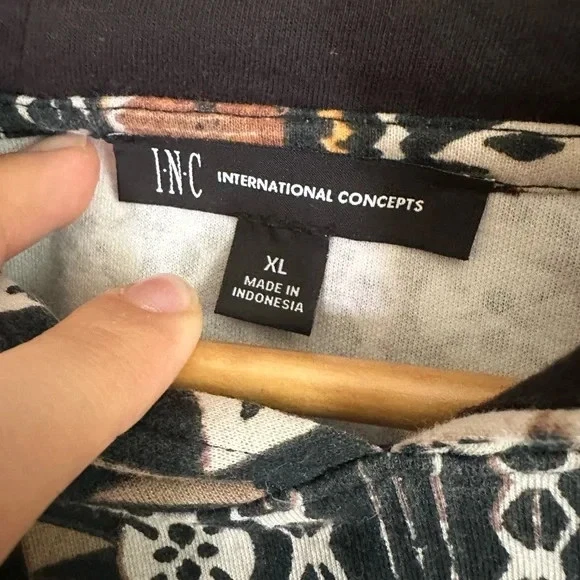 I·N·C INTERNATIONAL CONCEPTS
XL
MADE IN
INDONESIA